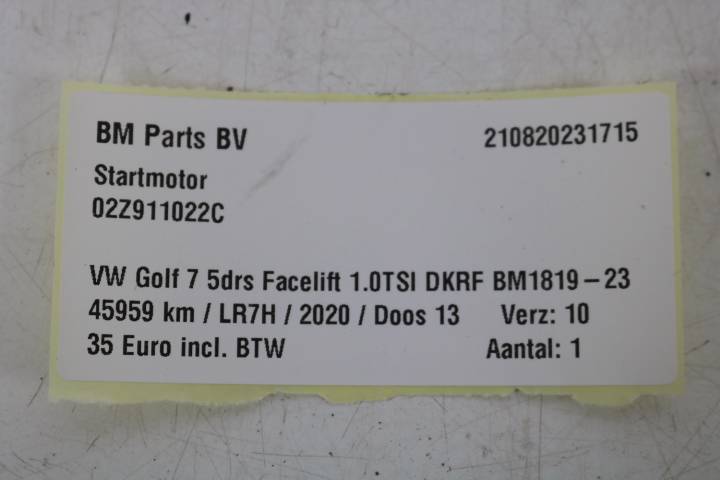 BM Parts BV 210820231715
Startmotor
02Z911022C
VW Golf 7 5drs Facelift 1.0TSI DKRF BM1819-23
45959 km / LR7H / 2020 / Doos 13 Verz: 10
35 Euro incl. BTW Aantal: 1